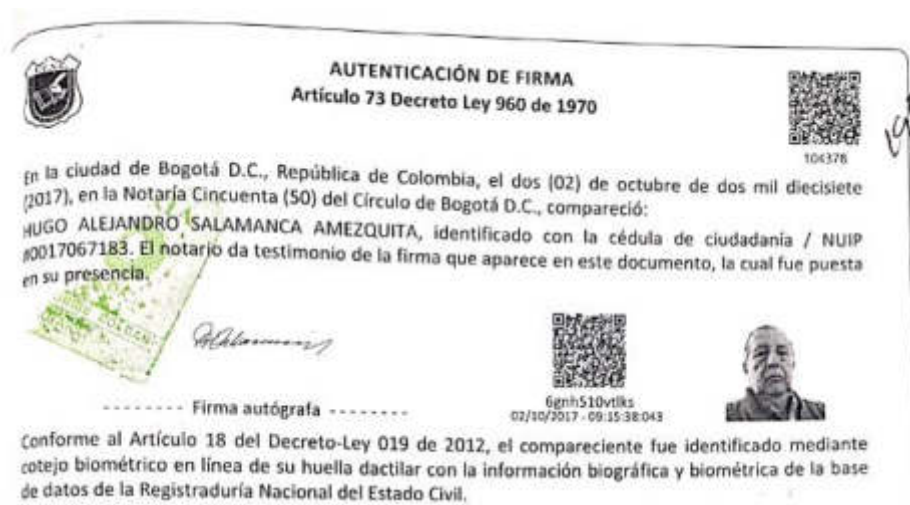 AUTENTICACIÓN DE FIRMA
Artículo 73 Decreto Ley 960 de 1970
104376
En la ciudad de Bogotá D.C., República de Colombia, el dos (02) de octubre de dos mil diecisiete
(2017), en la Notaría Cincuenta (50) del Círculo de Bogotá D.C., compareció:
HUGO ALEJANDRO SALAMANCA AMEZQUITA, identificado con la cédula de ciudadanía / NUIP
#0017067183. El notario da testimonio de la firma que aparece en este documento, la cual fue puesta
en su presencia.
- - - - - - - - Firma autógrafa - - - - - - - -
6gnh510vtlks
02/10/2017 - 09:15:38:043
Conforme al Artículo 18 del Decreto-Ley 019 de 2012, el compareciente fue identificado mediante
cotejo biométrico en línea de su huella dactilar con la información biográfica y biométrica de la base
de datos de la Registraduría Nacional del Estado Civil.